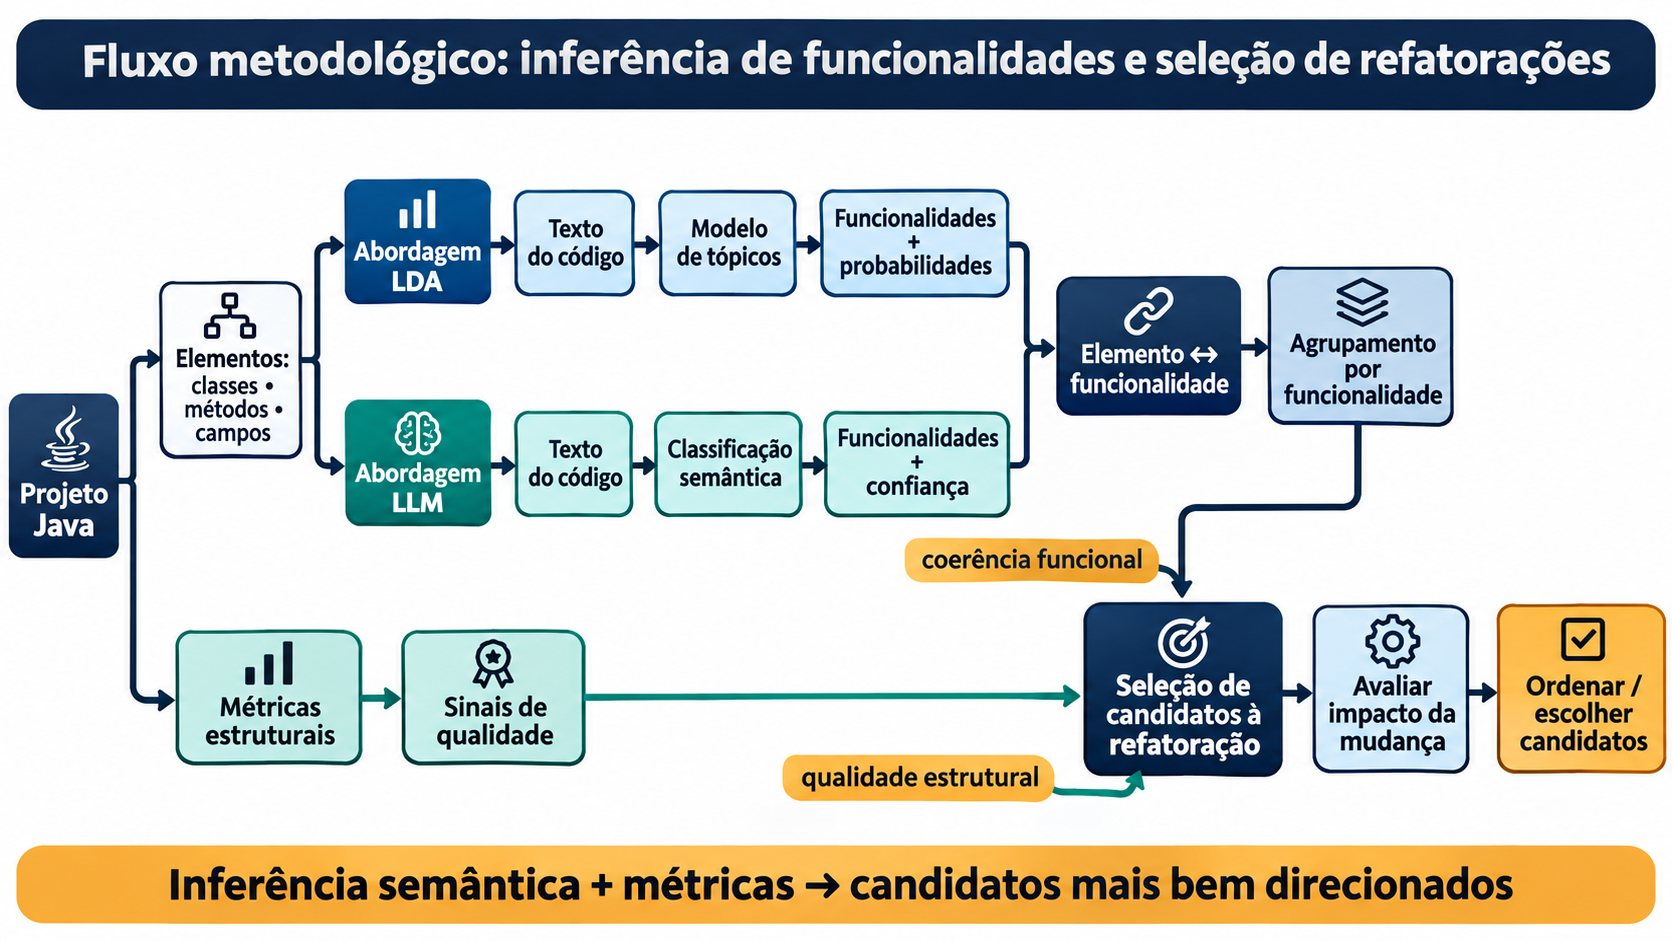 Fluxo metodológico: inferência de funcionalidades e seleção de refatorações
Projeto
Java
Elementos:
classes •
métodos •
campos
Abordagem
LDA
Texto
do código
Modelo
de tópicos
Funcionalidades
+
probabilidades
Abordagem
LLM
Texto
do código
Classificação
semântica
Funcionalidades
+
confiança
Elemento ↔
funcionalidade
Agrupamento
por
funcionalidade
coerência funcional
Métricas
estruturais
Sinais de
qualidade
qualidade estrutural
Seleção de
candidatos à
refatoração
Avaliar
impacto da
mudança
Ordenar /
escolher
candidatos
Inferência semântica + métricas → candidatos mais bem direcionados